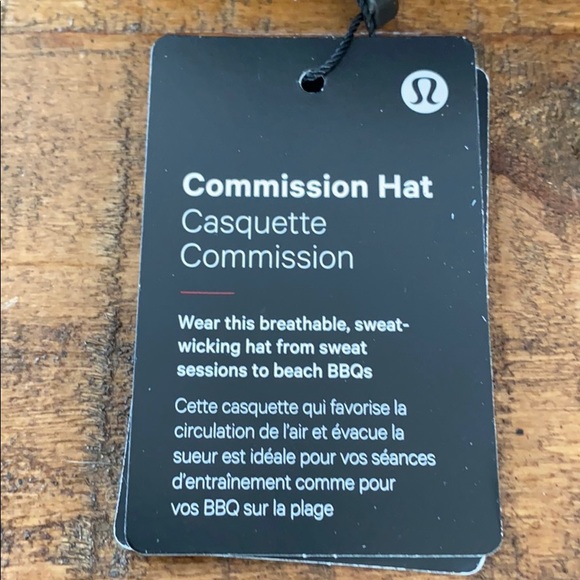 Commission Hat
Casquette
Commission
Wear this breathable, sweat-
wicking hat from sweat
sessions to beach BBQs
Cette casquette qui favorise la
circulation de l'air et évacue la
sueur est idéale pour vos séances
d'entraînement comme pour
vos BBQ sur la plage